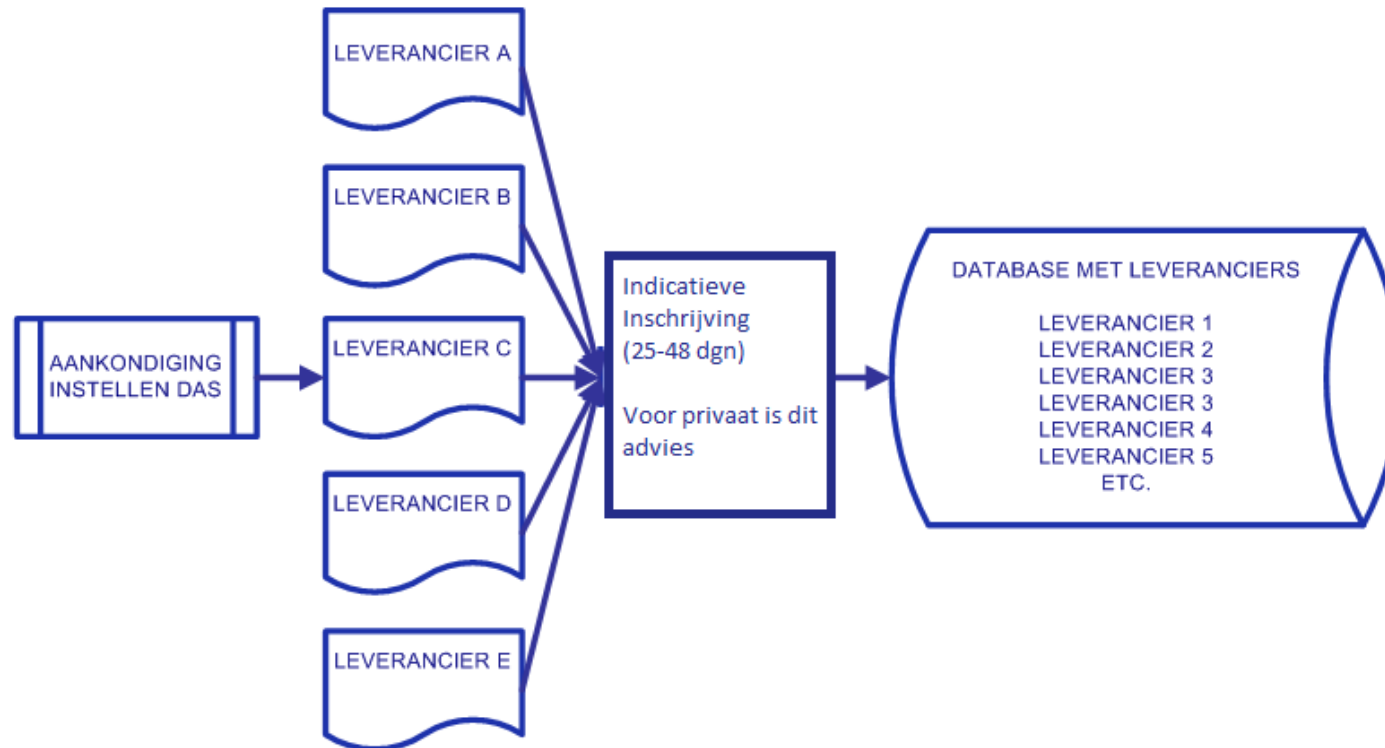 LEVERANCIER A
LEVERANCIER B
AANKONDIGING
INSTELLEN DAS
LEVERANCIER C
LEVERANCIER D
LEVERANCIER E
Indicatieve
Inschrijving
(25-48 dgn)
Voor privaat is dit
advies
DATABASE MET LEVERANCIERS
LEVERANCIER 1
LEVERANCIER 2
LEVERANCIER 3
LEVERANCIER 3
LEVERANCIER 4
LEVERANCIER 5
ETC.